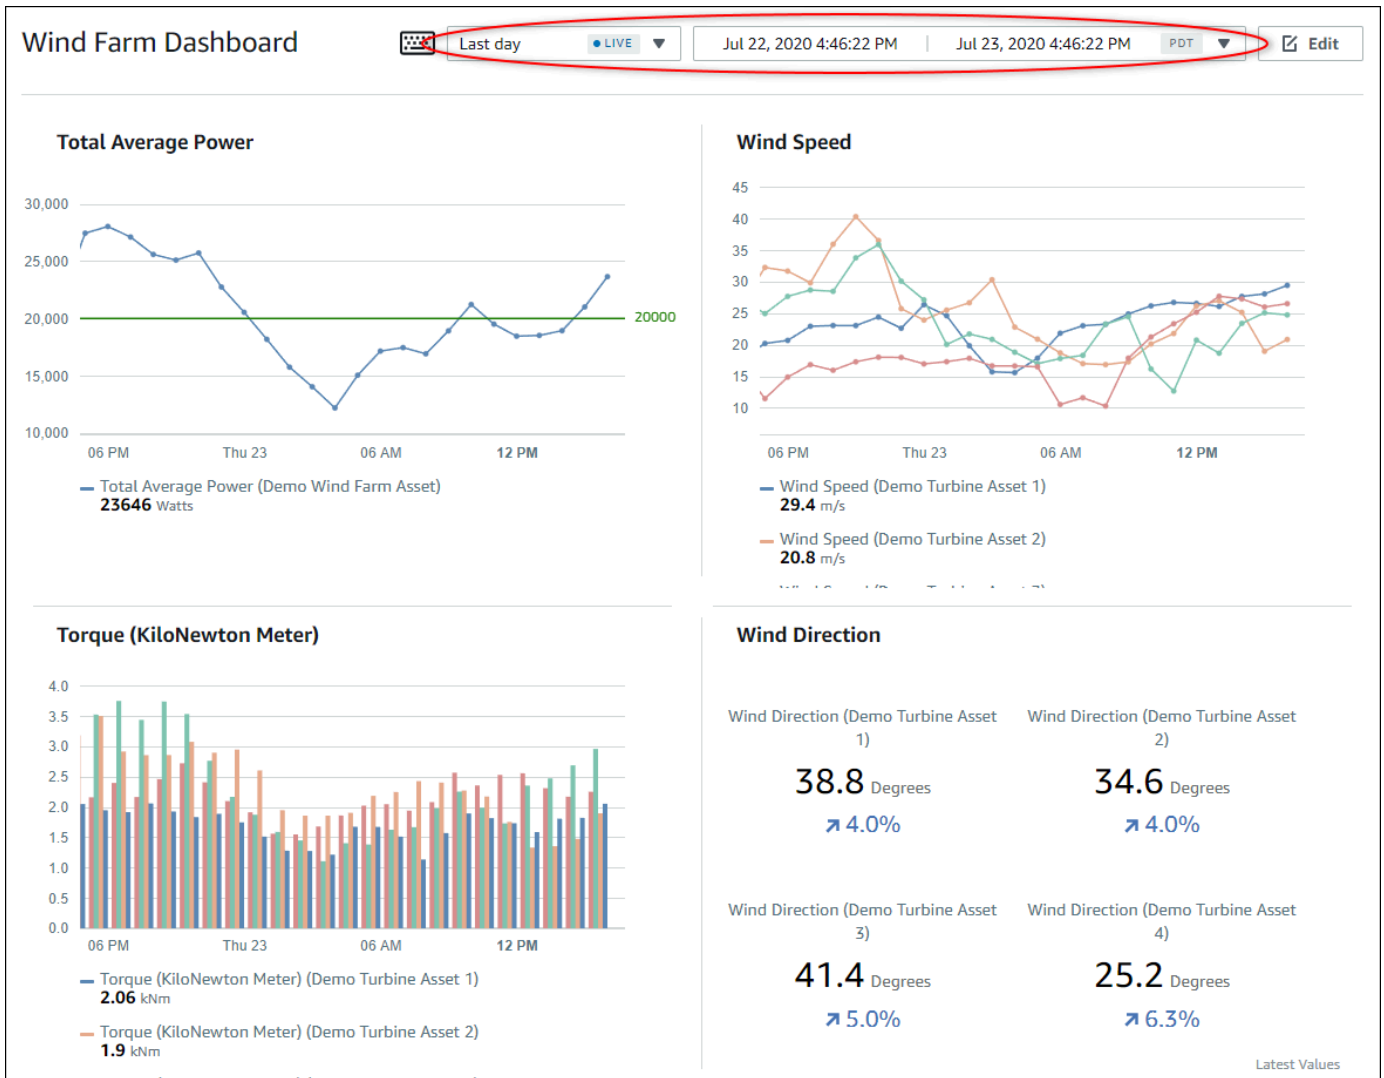 Wind Farm Dashboard
Last day LIVE Jul 22, 2020 4:46:22 PM Jul 23, 2020 4:46:22 PM PDT Edit
Total Average Power
30,000
25,000
20,000
15,000
10,000
20000
06 PM Thu 23 06 AM 12 PM
Total Average Power (Demo Wind Farm Asset)
23646 Watts
Wind Speed
45
40
35
30
25
20
15
10
06 PM Thu 23 06 AM 12 PM
Wind Speed (Demo Turbine Asset 1)
29.4 m/s
Wind Speed (Demo Turbine Asset 2)
20.8 m/s
Torque (KiloNewton Meter)
4.0
3.5
3.0
2.5
2.0
1.5
1.0
0.5
0.0
06 PM Thu 23 06 AM 12 PM
Torque (KiloNewton Meter) (Demo Turbine Asset 1)
2.06 kNm
Torque (KiloNewton Meter) (Demo Turbine Asset 2)
1.9 kNm
Wind Direction
Wind Direction (Demo Turbine Asset
1)
38.8 Degrees
4.0%
Wind Direction (Demo Turbine Asset
2)
34.6 Degrees
4.0%
Wind Direction (Demo Turbine Asset
3)
41.4 Degrees
5.0%
Wind Direction (Demo Turbine Asset
4)
25.2 Degrees
6.3%
Latest Values